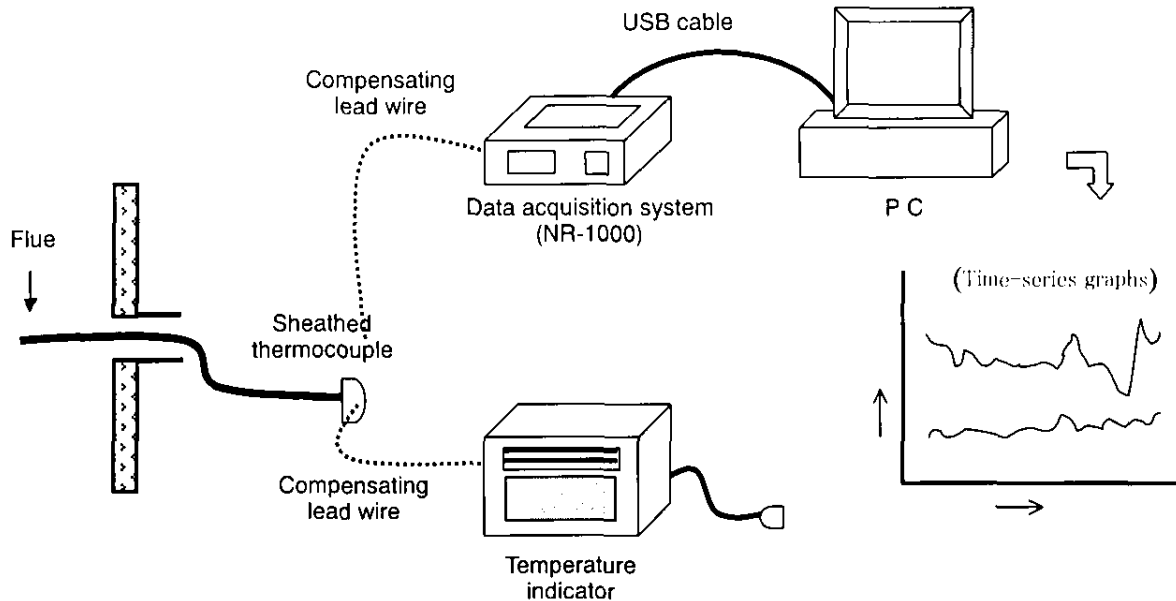 USB cable
Compensating
lead wire
Data acquisition system
(NR-1000)
P C
Flue
(Time-series graphs)
Sheathed
thermocouple
Compensating
lead wire
Temperature
indicator